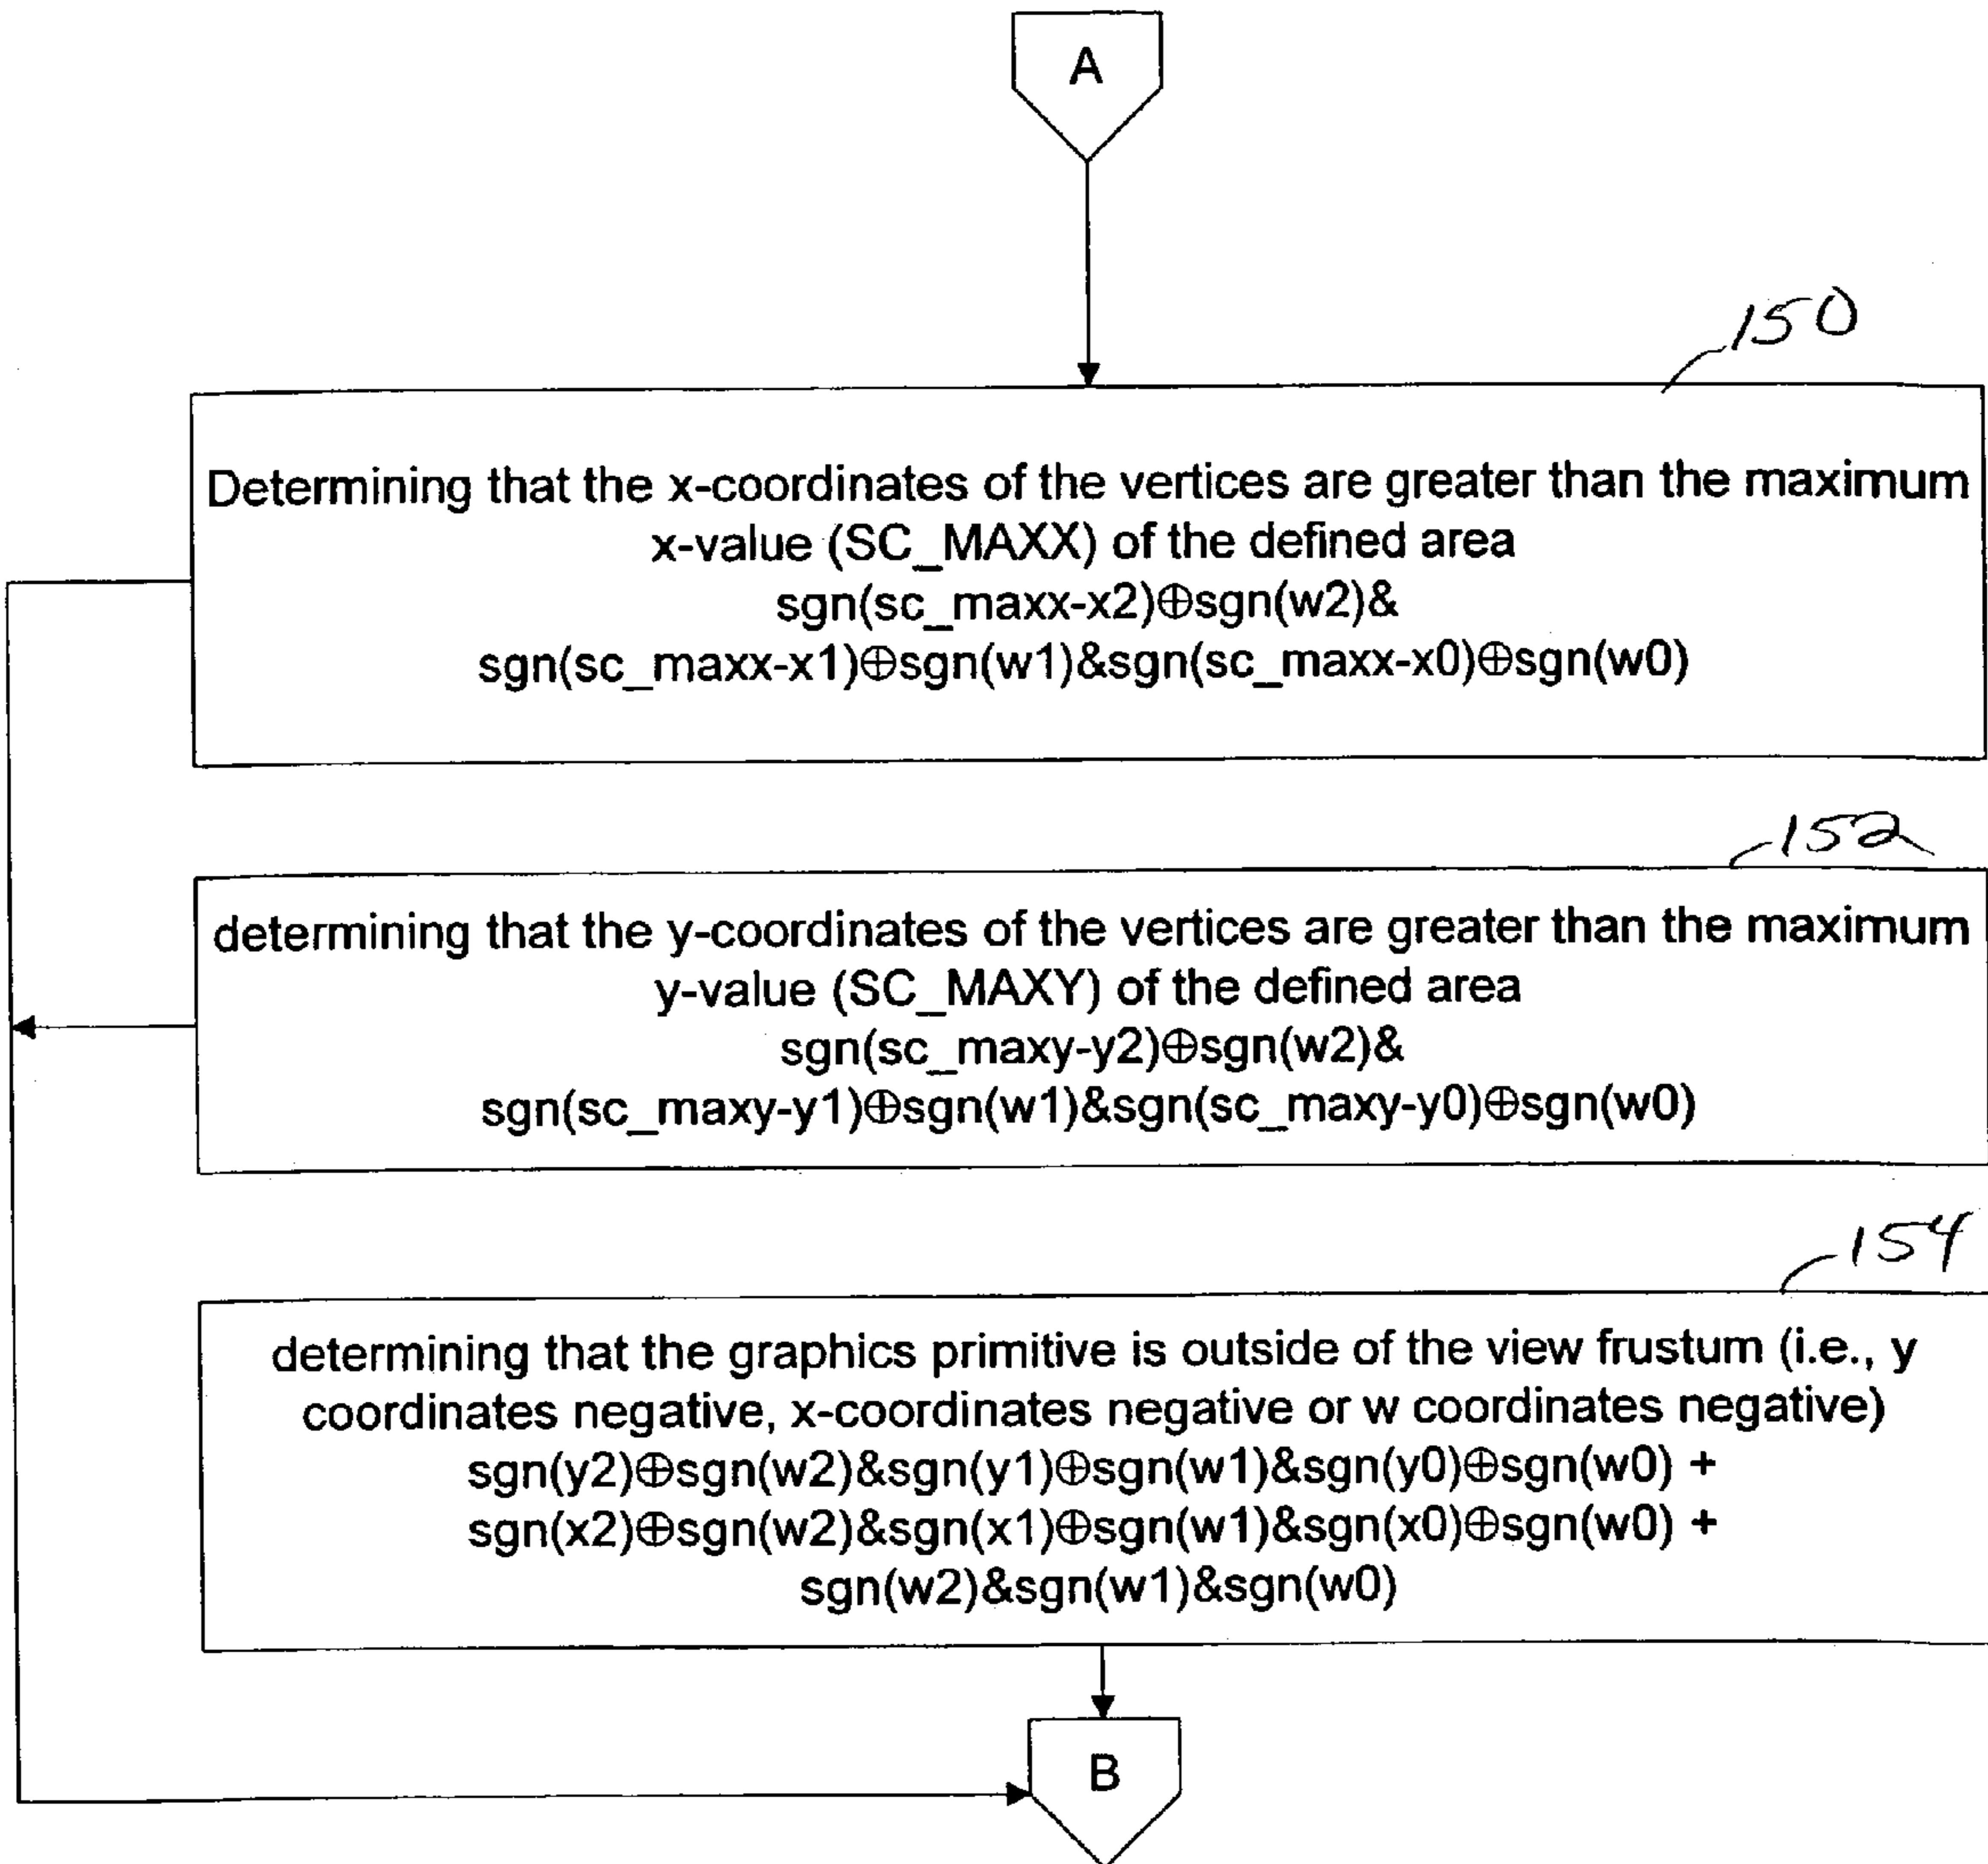 A
150
Determining that the x-coordinates of the vertices are greater than the maximum
x-value (SC_MAXX) of the defined area
sgn(sc_maxx-x2)⊕sgn(w2)&
sgn(sc_maxx-x1)⊕sgn(w1)&sgn(sc_maxx-x0)⊕sgn(w0)
152
determining that the y-coordinates of the vertices are greater than the maximum
y-value (SC_MAXY) of the defined area
sgn(sc_maxy-y2)⊕sgn(w2)&
sgn(sc_maxy-y1)⊕sgn(w1)&sgn(sc_maxy-y0)⊕sgn(w0)
154
determining that the graphics primitive is outside of the view frustum (i.e., y
coordinates negative, x-coordinates negative or w coordinates negative)
sgn(y2)⊕sgn(w2)&sgn(y1)⊕sgn(w1)&sgn(y0)⊕sgn(w0) +
sgn(x2)⊕sgn(w2)&sgn(x1)⊕sgn(w1)&sgn(x0)⊕sgn(w0) +
sgn(w2)&sgn(w1)&sgn(w0)
B